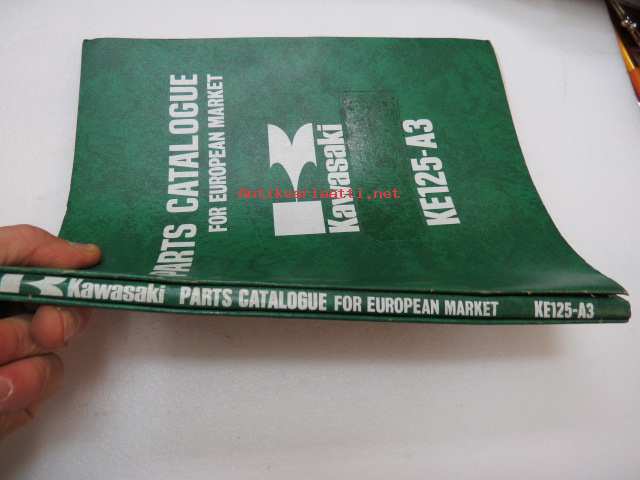 PARTS CATALOGUE
FOR EUROPEAN MARKET
Kawasaki
KE125-A3
Antikvariaatti.net
Kawasaki PARTS CATALOGUE FOR EUROPEAN MARKET KE125-A3